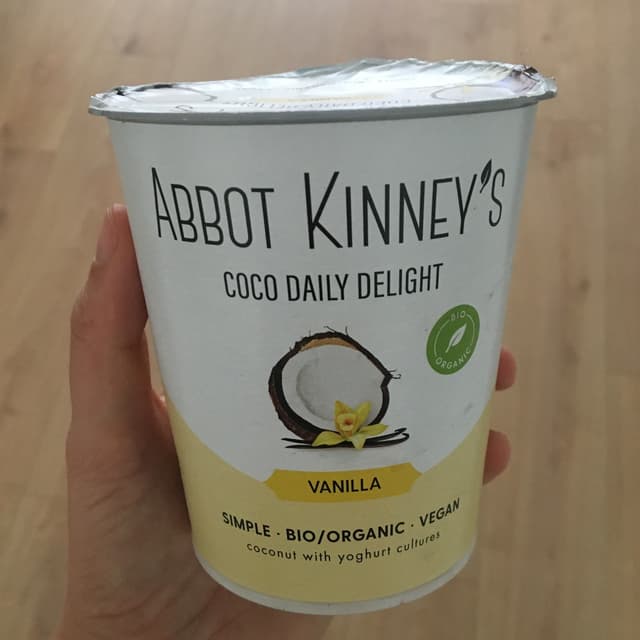 ABBOT KINNEY'S
COCO DAILY DELIGHT
BIO
ORGANIC
VANILLA
SIMPLE · BIO/ORGANIC · VEGAN
coconut with yoghurt cultures